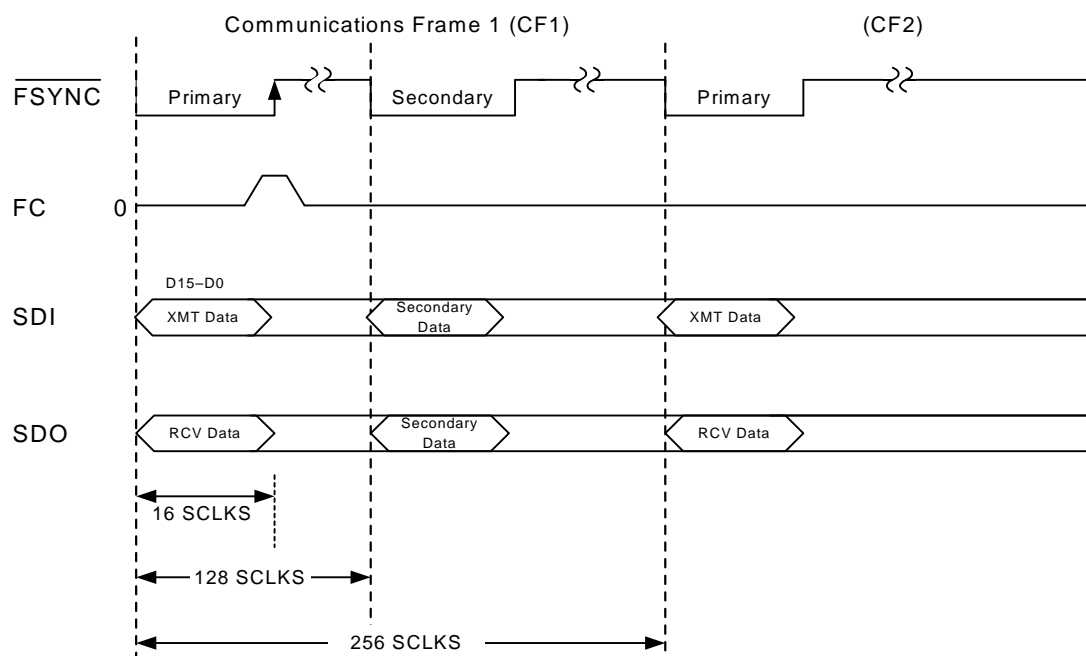 Communications Frame 1 (CF1) (CF2)
FSYNC Primary Secondary Primary
FC 0
D15–D0
SDI XMT Data Secondary Data XMT Data
SDO RCV Data Secondary Data RCV Data
16 SCLKS
128 SCLKS
256 SCLKS